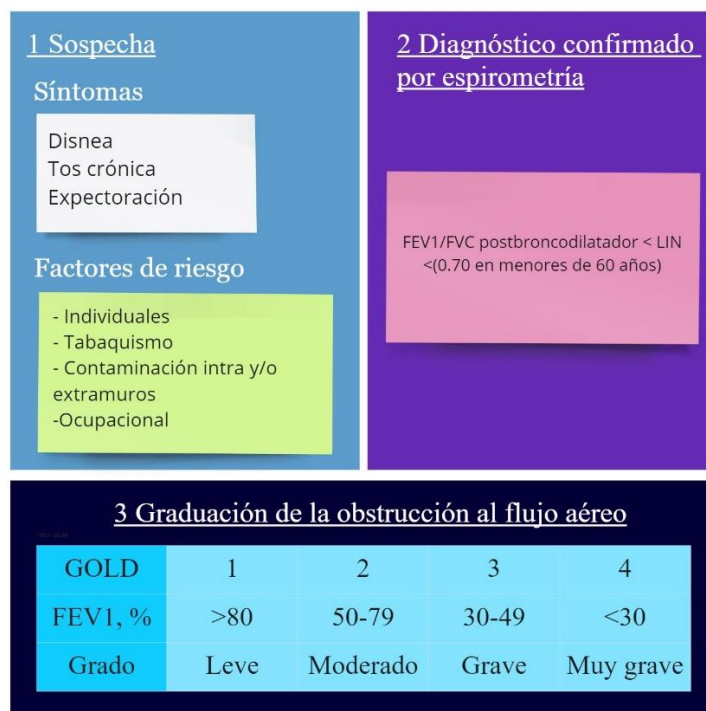 1 Sospecha
Síntomas
Disnea
Tos crónica
Expectoración
Factores de riesgo
- Individuales
- Tabaquismo
- Contaminación intra y/o
extramuros
-Ocupacional
2 Diagnóstico confirmado
por espirometría
FEV1/FVC postbroncodilatador < LIN
<(0.70 en menores de 60 años)
3 Graduación de la obstrucción al flujo aéreo
GOLD 1 2 3 4
FEV1, % >80 50-79 30-49 <30
Grado Leve Moderado Grave Muy grave